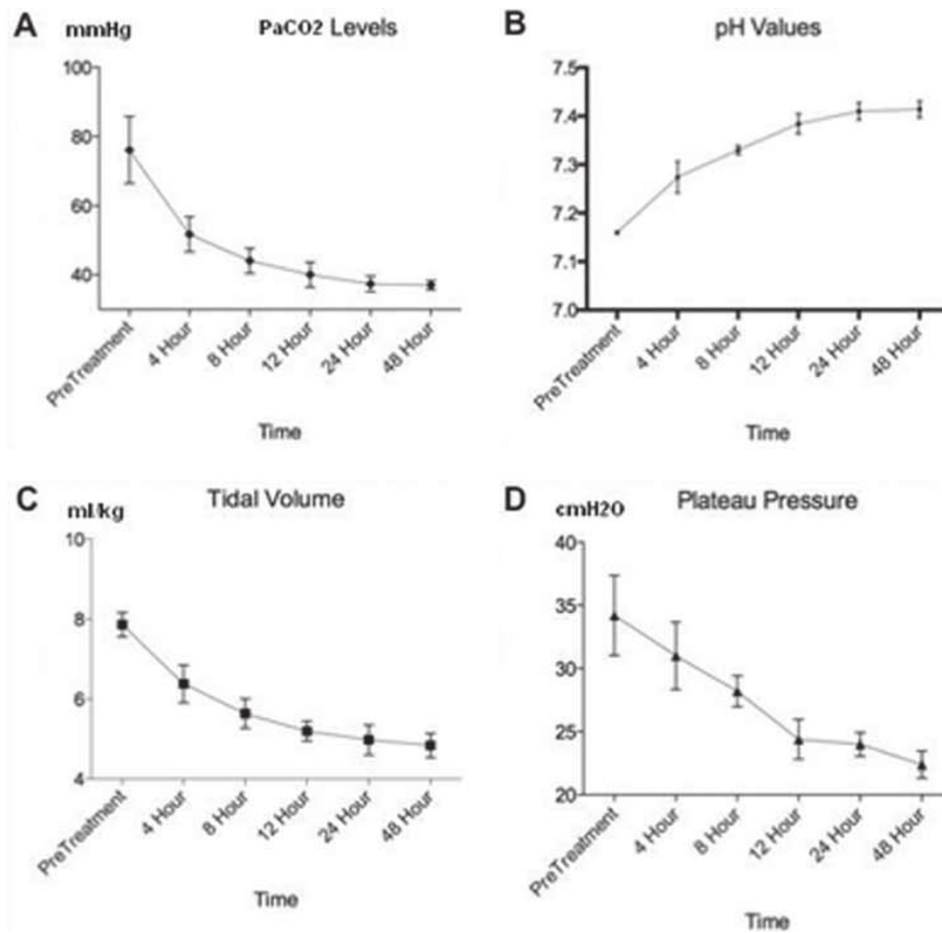 A mmHg PaCO2 Levels
100
80
60
40
PreTreatment
4 Hour
8 Hour
12 Hour
24 Hour
48 Hour
Time
B pH Values
7.5
7.4
7.3
7.2
7.1
7.0
PreTreatment
4 Hour
8 Hour
12 Hour
24 Hour
48 Hour
Time
C ml/kg Tidal Volume
10
8
6
4
PreTreatment
4 Hour
8 Hour
12 Hour
24 Hour
48 Hour
Time
D cmH2O Plateau Pressure
40
35
30
25
20
PreTreatment
4 Hour
8 Hour
12 Hour
24 Hour
48 Hour
Time